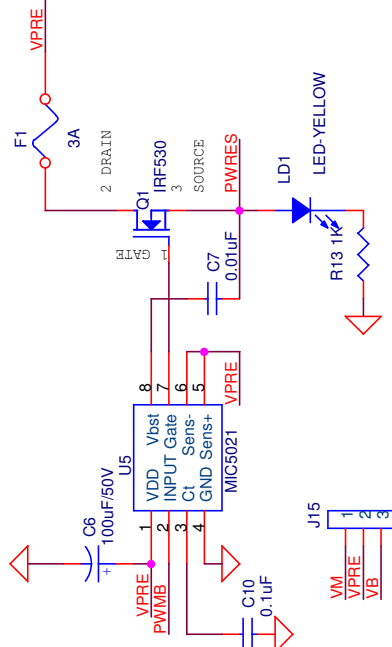 VPRE
F1
3A
2 DRAIN
Q1
IRF530
3
SOURCE
1 GATE
PWRES
LD1
LED-YELLOW
R13 1K
C7
0.01uF
U5
8
7
6
5
Vbst
Gate
Sens-
Sens+
VDD
INPUT
Ct
GND
1
2
3
4
MIC5021
VPRE
C6
100uF/50V
+
VPRE
PWMB
C10
0.1uF
J15
VM
VPRE
VB
1
2
3